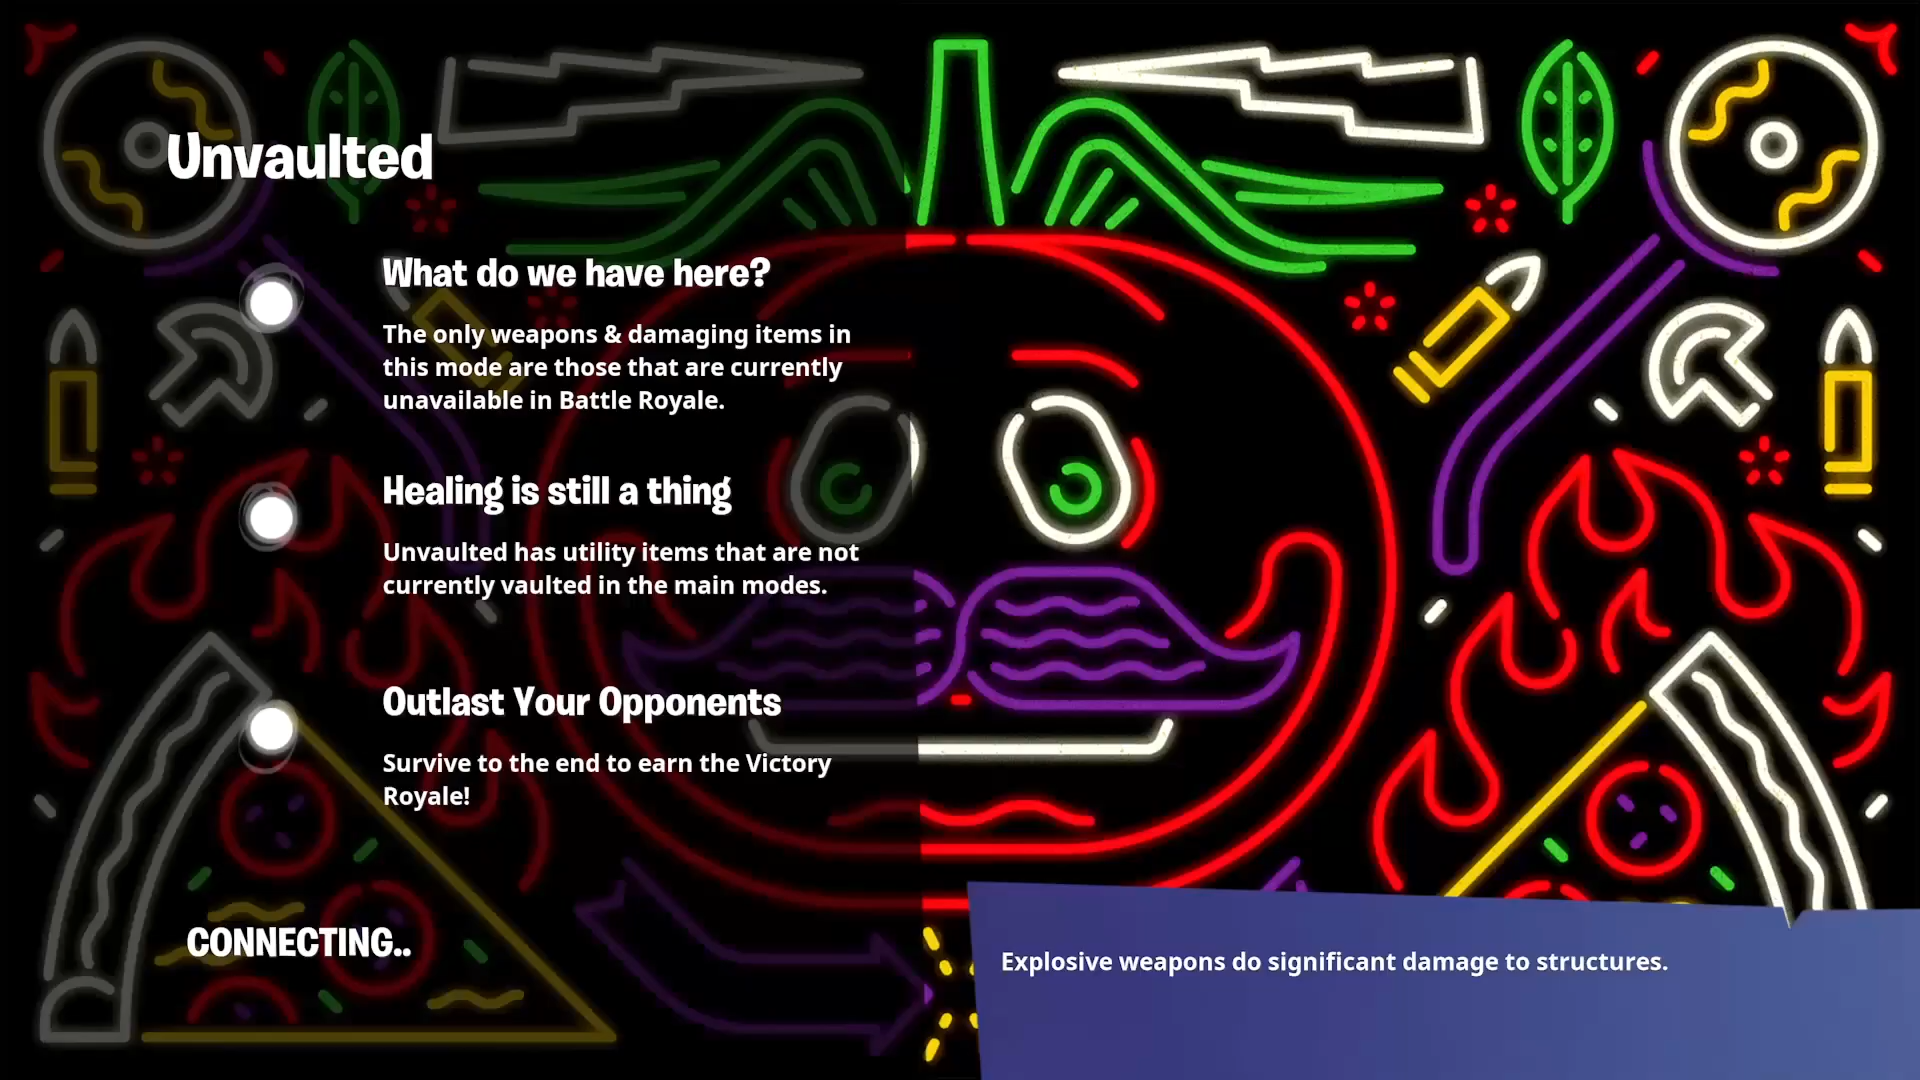 Unvaulted
What do we have here?
The only weapons & damaging items in
this mode are those that are currently
unavailable in Battle Royale.
Healing is still a thing
Unvaulted has utility items that are not
currently vaulted in the main modes.
Outlast Your Opponents
Survive to the end to earn the Victory
Royale!
CONNECTING..
Explosive weapons do significant damage to structures.